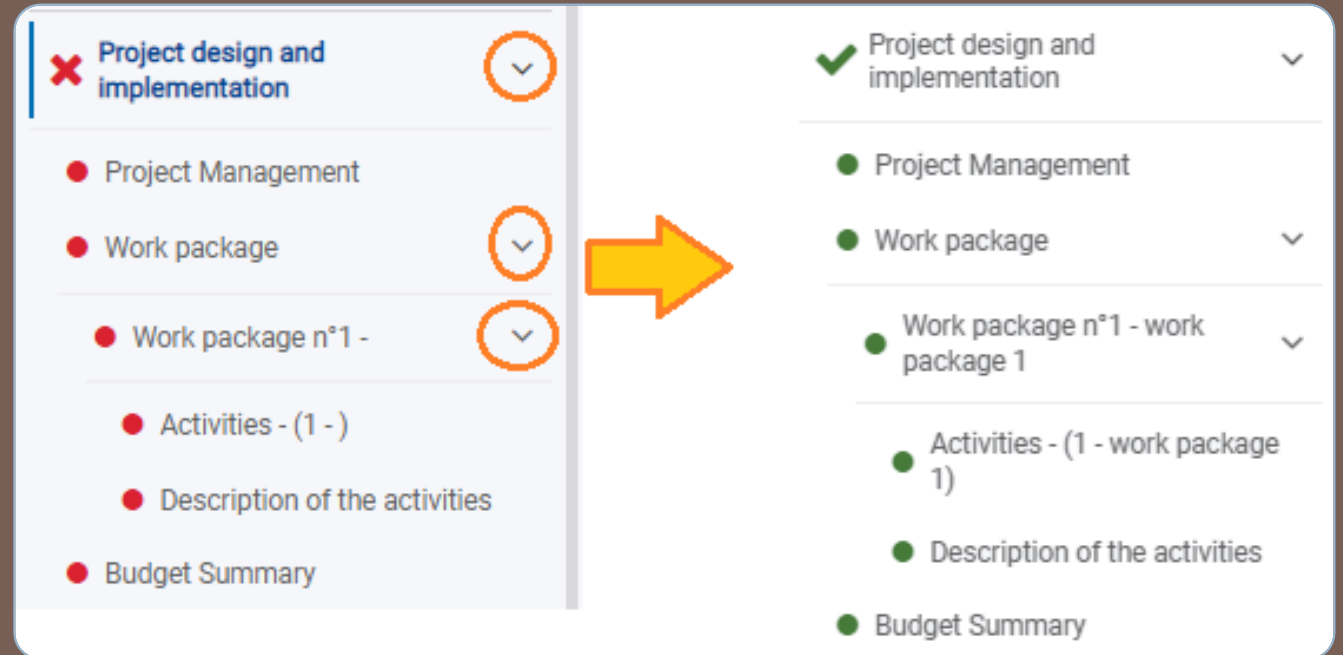 Project design and
implementation
Project Management
Work package
Work package n°1 -
Activities - (1 - )
Description of the activities
Budget Summary
Project design and
implementation
Project Management
Work package
Work package n°1 - work
package 1
Activities - (1 - work package
1)
Description of the activities
Budget Summary